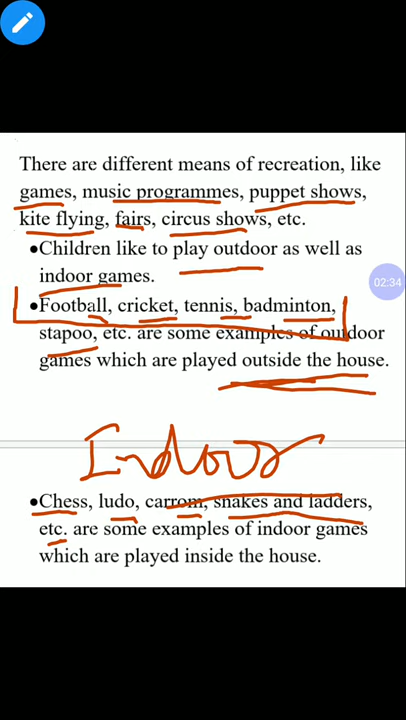 There are different means of recreation, like
games, music programmes, puppet shows,
kite flying, fairs, circus shows, etc.
•Children like to play outdoor as well as
indoor games.
02:34
•Football, cricket, tennis, badminton,
stapoo, etc. are some examples of outdoor
games which are played outside the house.
Indoor
•Chess, ludo, carrom, snakes and ladders,
etc. are some examples of indoor games
which are played inside the house.